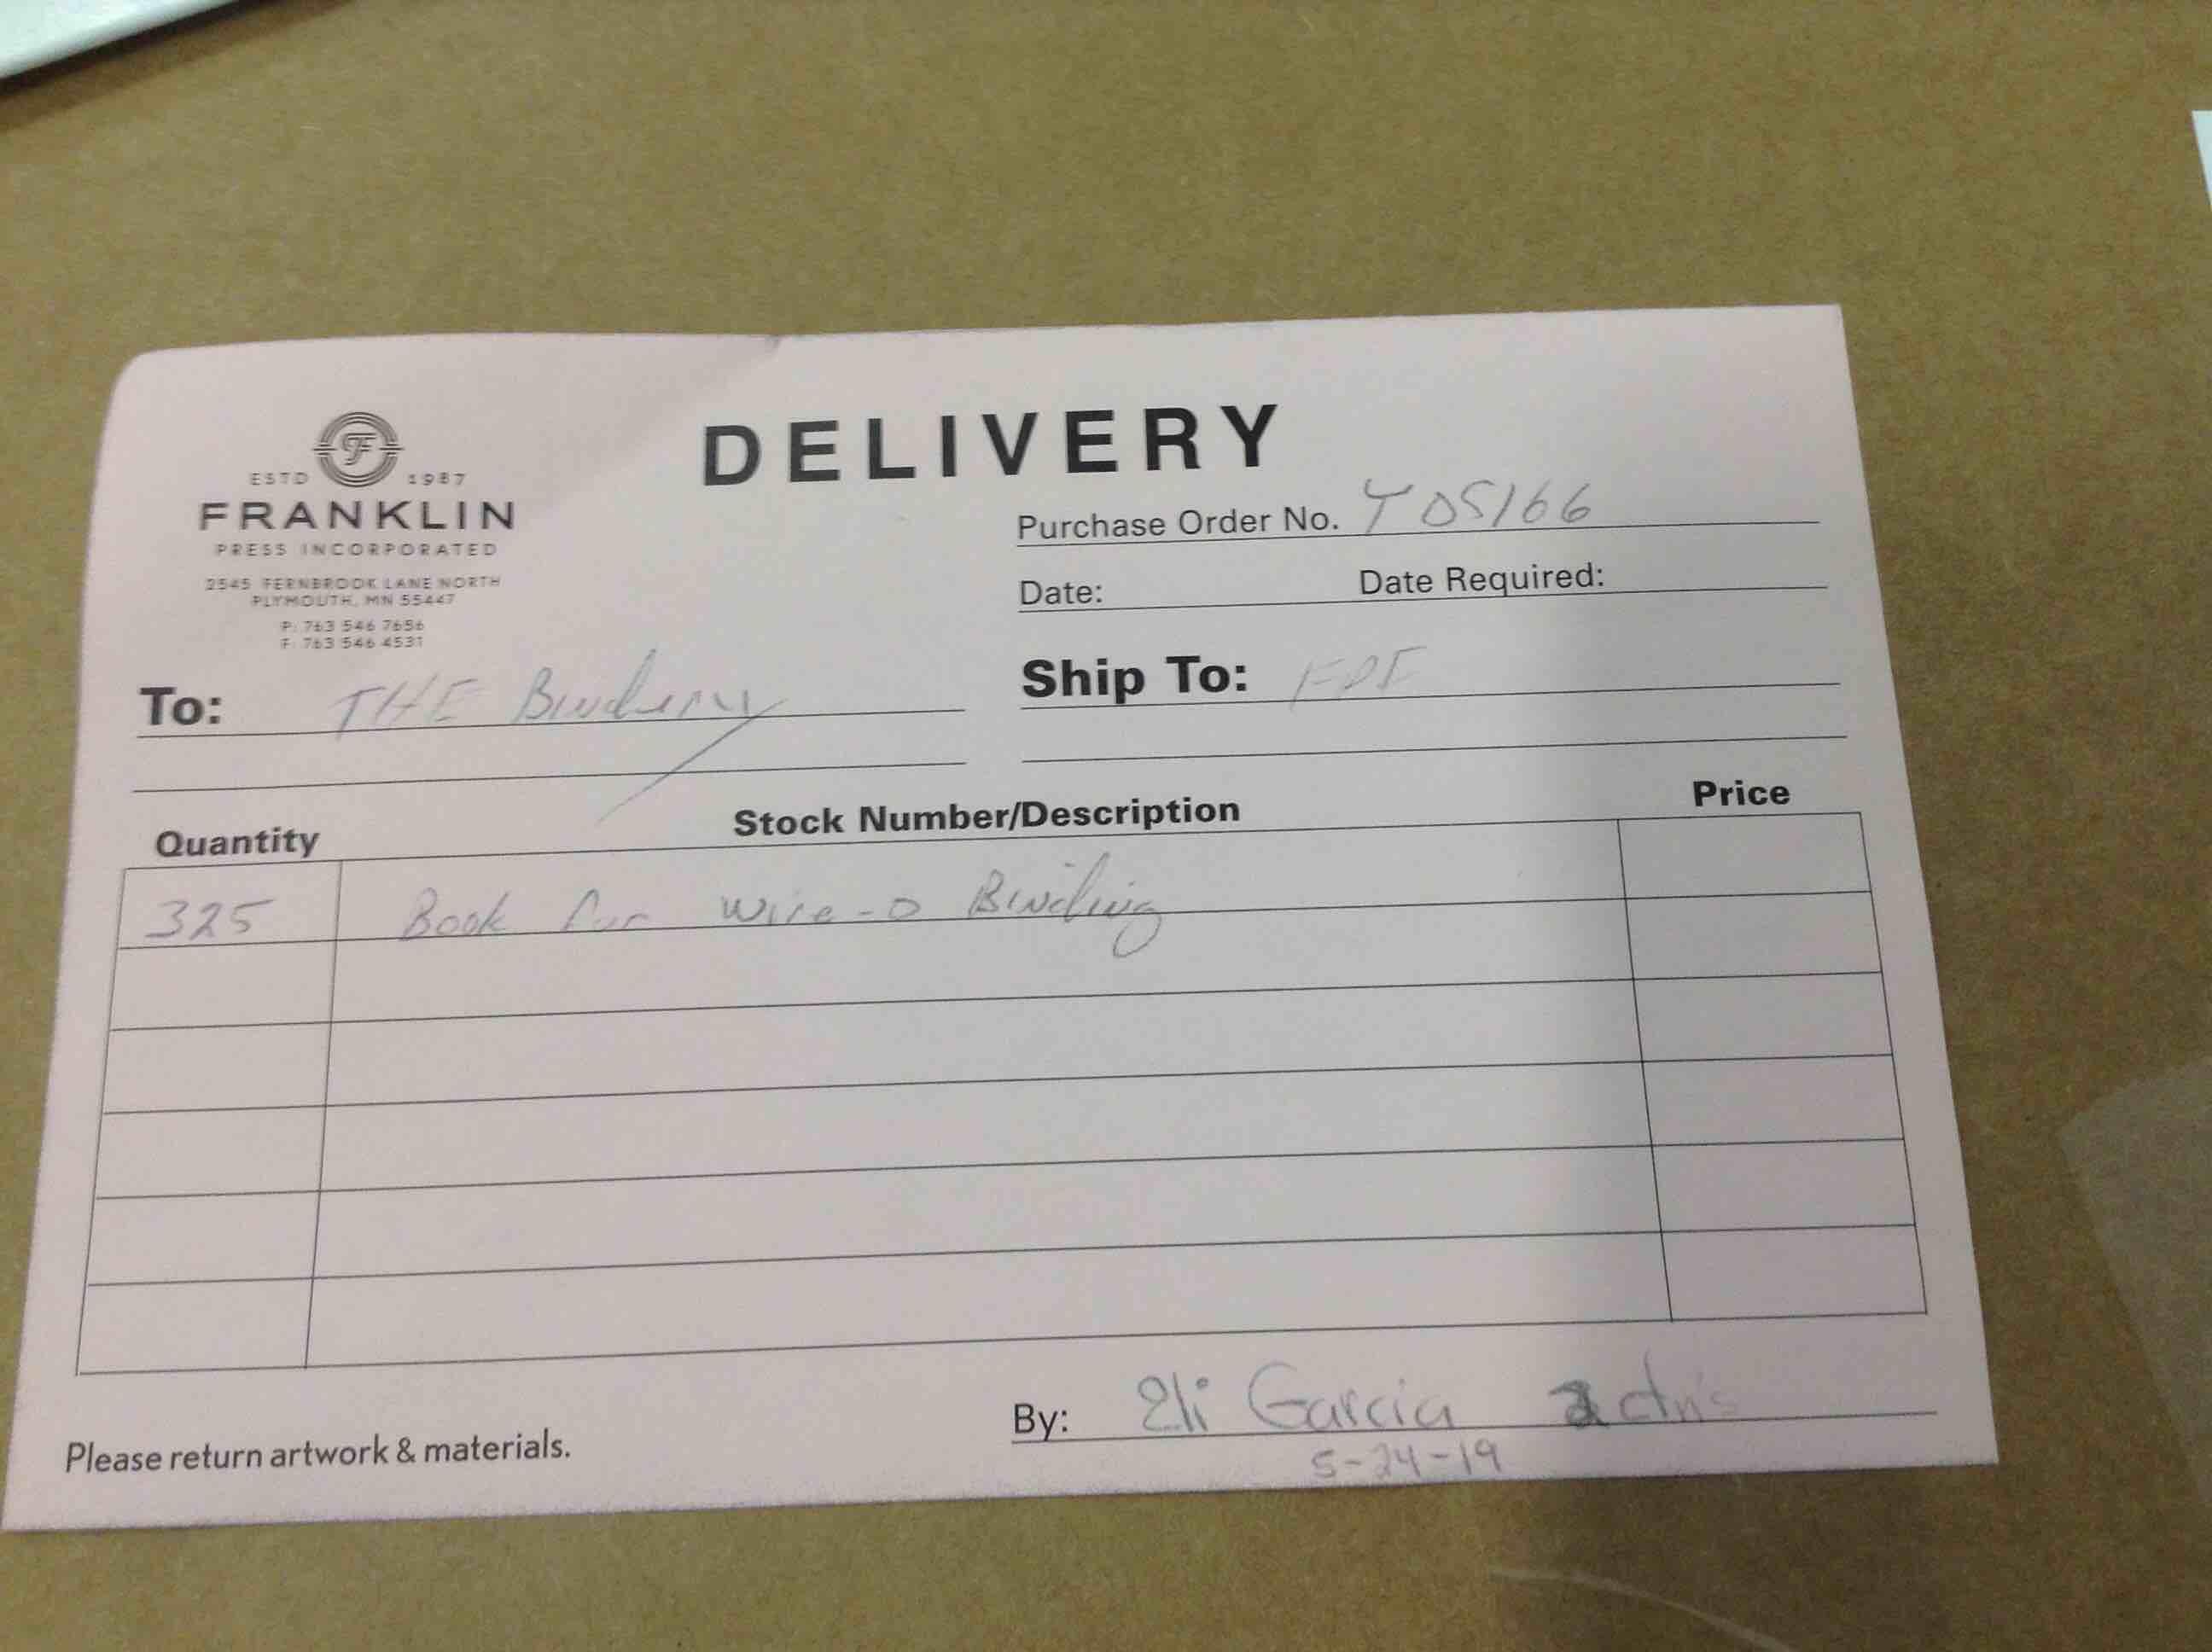 DELIVERY
F
ESTD 1987
FRANKLIN
PRESS INCORPORATED
2545 FERNBROOK LANE NORTH
PLYMOUTH, MN 55447
P: 763 546 7656
F: 763 546 4531
Purchase Order No. Y05166
Date: Date Required:
To: THE Bindery
Ship To:
Quantity Stock Number/Description Price
325 Book for wire-o Binding
Please return artwork & materials.
By: Eli Garcia 2 ctn's
5-24-19